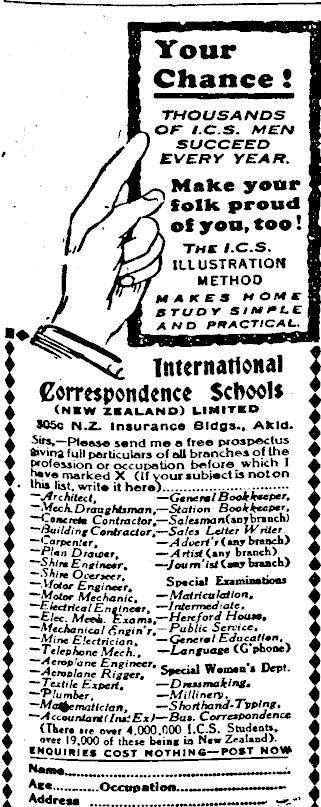 Your
Chance!
THOUSANDS
OF I.C.S. MEN
SUCCEED
EVERY YEAR.
Make your
folk proud
of you, too!
THE I.C.S.
ILLUSTRATION
METHOD
MAKES HOME
STUDY SIMPLE
AND PRACTICAL.
International
Correspondence Schools
(NEW ZEALAND) LIMITED
305c N.Z. Insurance Bldgs., Akld.
Sirs,—Please send me a free prospectus
giving full particulars of all branches of the
profession or occupation before which I
have marked X (If your subject is not on
this list, write it here)
—Architect,
—Mech. Draughtsman,
—Concrete Contractor,
—Building Contractor,
—Carpenter,
—Plan Drawer,
—Shire Engineer,
—Shire Overseer,
—Motor Engineer,
—Motor Mechanic,
—Electrical Engineer,
—Elec. Mech. Exams,
—Mechanical Engin'r,
—Mine Electrician,
—Telephone Mech.,
—Aeroplane Engineer,
—Aeroplane Rigger,
—Textile Expert,
—Plumber,
—Mathematician,
—Accountant (Inc: Ex)
—General Bookkeeper,
—Station Bookkeeper,
—Salesman (any branch)
—Sales Letter Writer
—Advert'g (any branch)
—Artist (any branch)
—Journ'ist (any branch)
Special Examinations
—Matriculation,
—Intermediate,
—Hereford House,
—Public Service,
—General Education,
—Language (G'phone)
Special Women's Dept.
—Dressmaking,
—Millinery,
—Shorthand-Typing,
—Bus. Correspondence
(There are over 4,000,000 I.C.S. Students,
over 19,000 of these being in New Zealand).
ENQUIRIES COST NOTHING—POST NOW
Name
Age Occupation
Address